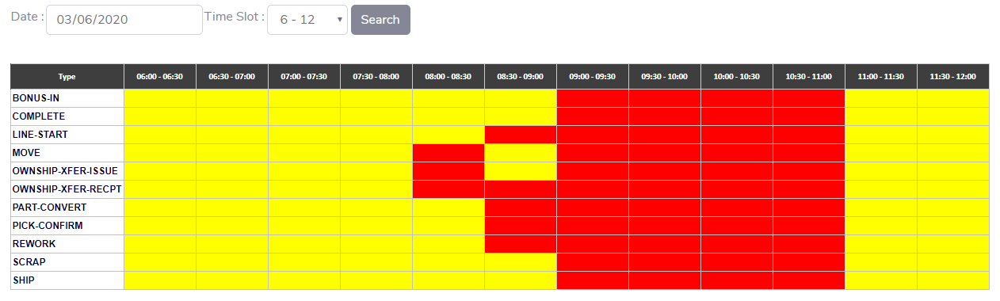 Date : 03/06/2020 Time Slot : 6 - 12 Search
Type 06:00 - 06:30 06:30 - 07:00 07:00 - 07:30 07:30 - 08:00 08:00 - 08:30 08:30 - 09:00 09:00 - 09:30 09:30 - 10:00 10:00 - 10:30 10:30 - 11:00 11:00 - 11:30 11:30 - 12:00
BONUS-IN
COMPLETE
LINE-START
MOVE
OWNSHIP-XFER-ISSUE
OWNSHIP-XFER-RECPT
PART-CONVERT
PICK-CONFIRM
REWORK
SCRAP
SHIP